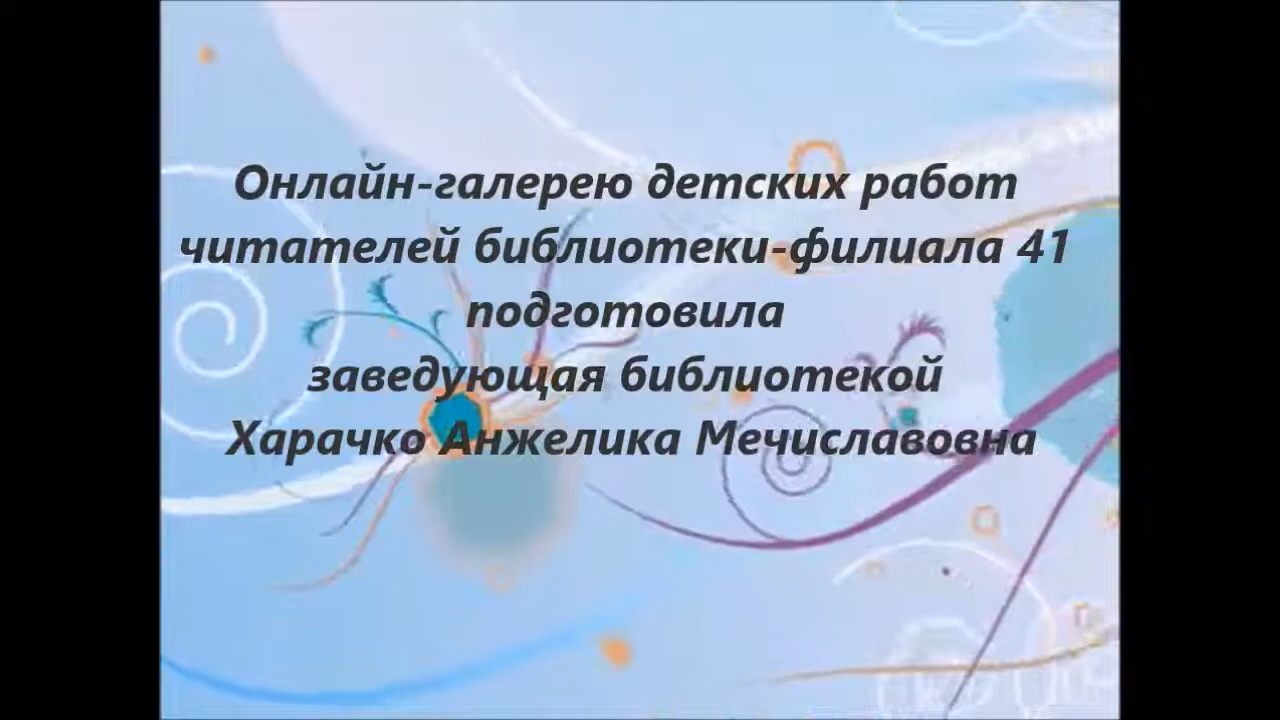 Онлайн-галерею детских работ
читателей библиотеки-филиала 41
подготовила
заведующая библиотекой
Харачко Анжелика Мечиславовна